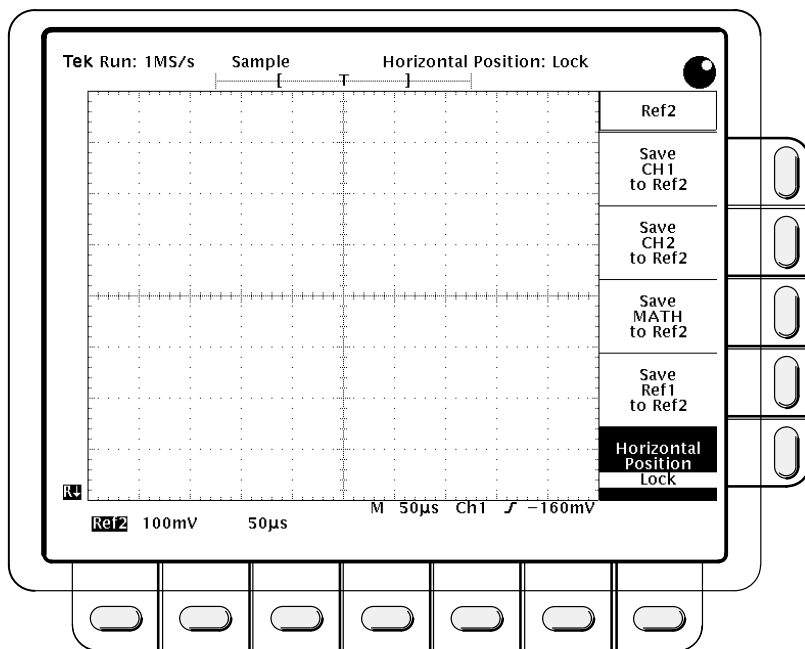 Tek Run: 1MS/s Sample Horizontal Position: Lock
[ T ]
Ref2
Save
CH1
to Ref2
Save
CH2
to Ref2
Save
MATH
to Ref2
Save
Ref1
to Ref2
Horizontal
Position
Lock
R↓
M 50µs Ch1 ƒ −160mV
Ref2 100mV 50µs